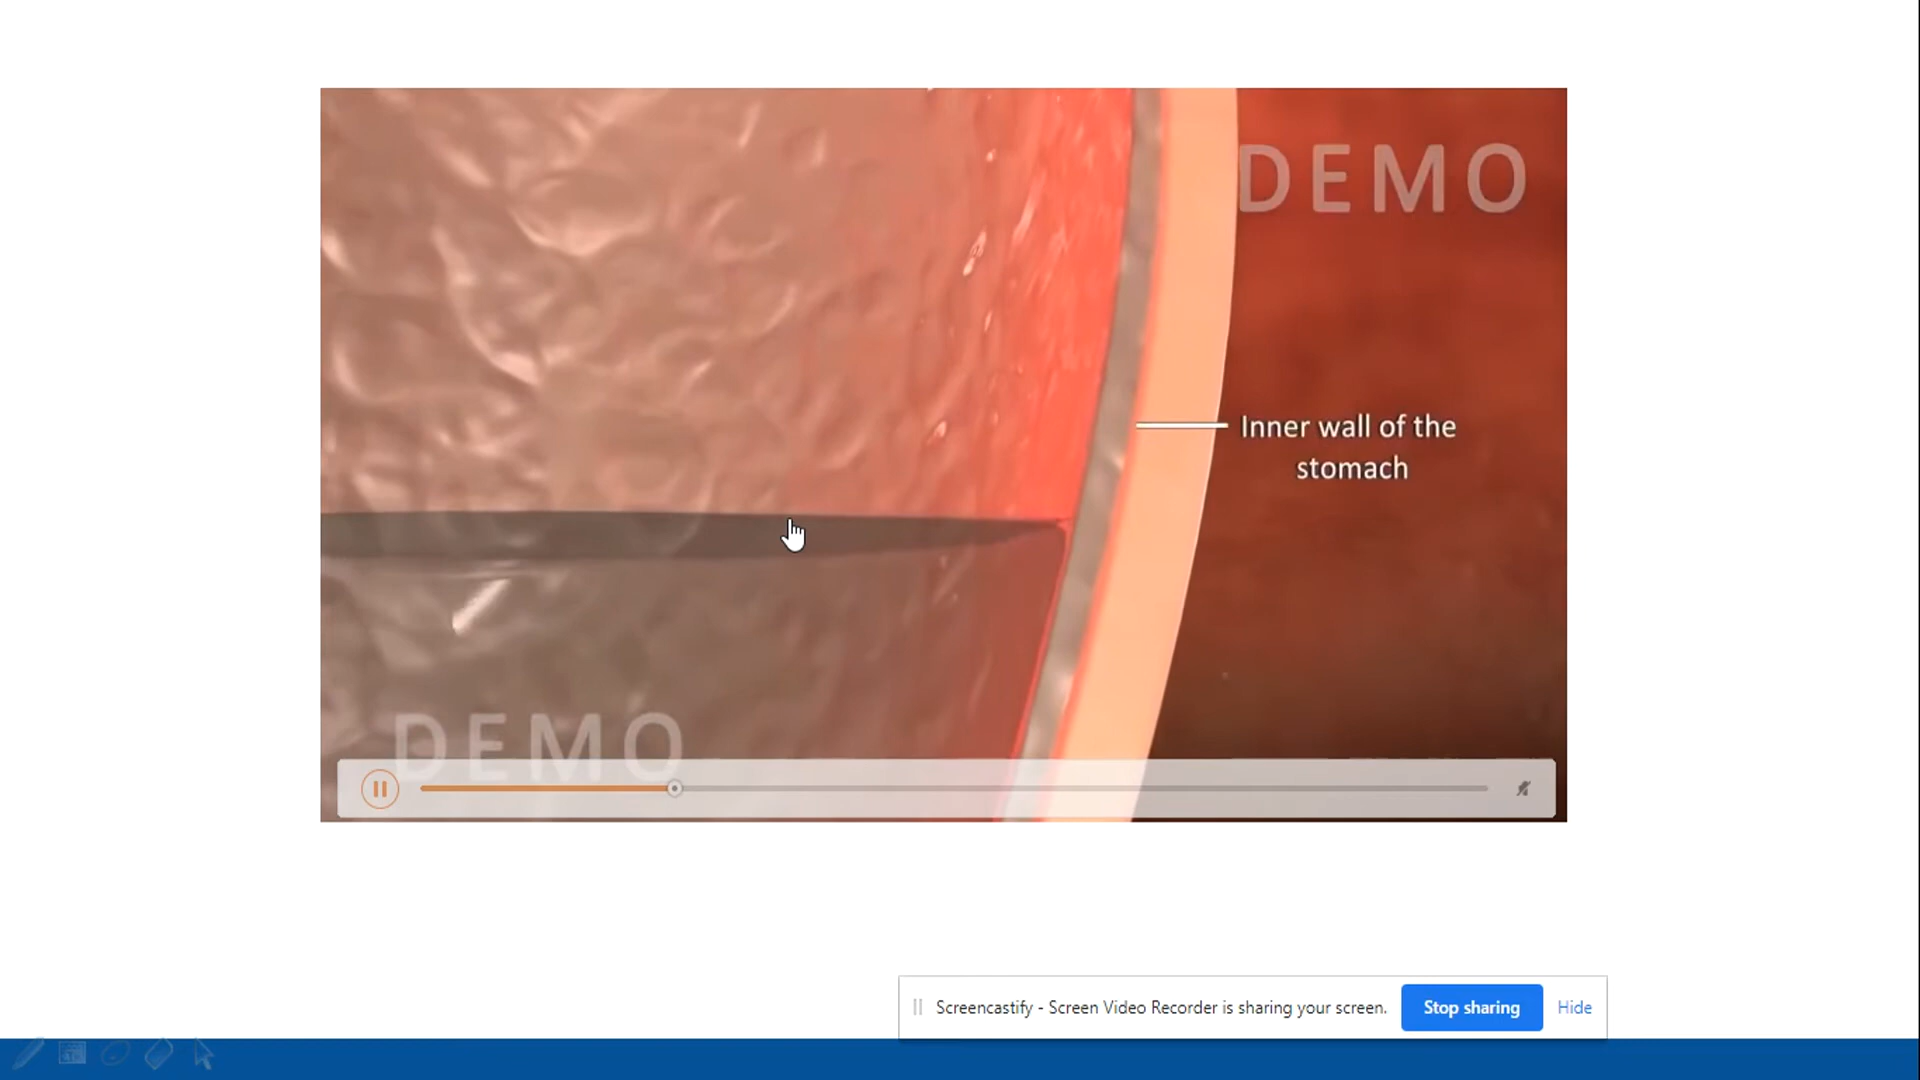 DEMO
Inner wall of the
stomach
DEMO
Screencastify - Screen Video Recorder is sharing your screen.
Stop sharing
Hide